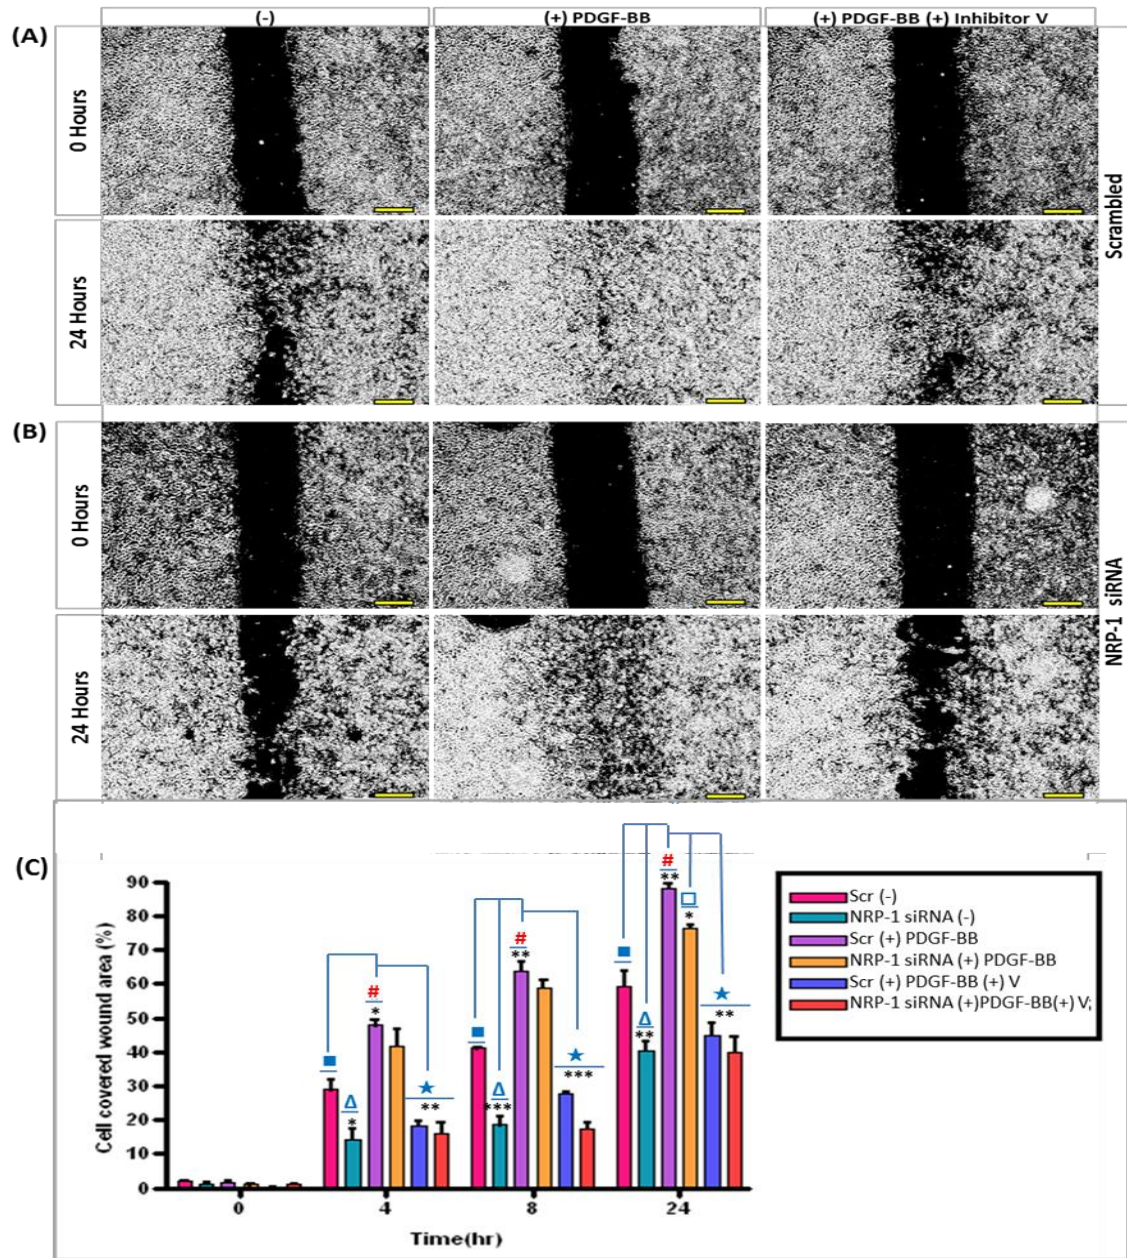 (-) (+) PDGF-BB (+) PDGF-BB (+) Inhibitor V
(A)
0 Hours
24 Hours
Scrambled
(B)
0 Hours
24 Hours
NRP-1 siRNA
(C)
Cell covered wound area (%)
90
80
70
60
50
40
30
20
10
0
# # #
* ** **
*
Δ Δ Δ
* *** **
** *** **
0 4 8 24
Time(hr)
Scr (-)
NRP-1 siRNA (-)
Scr (+) PDGF-BB
NRP-1 siRNA (+) PDGF-BB
Scr (+) PDGF-BB (+) V
NRP-1 siRNA (+)PDGF-BB(+) V;